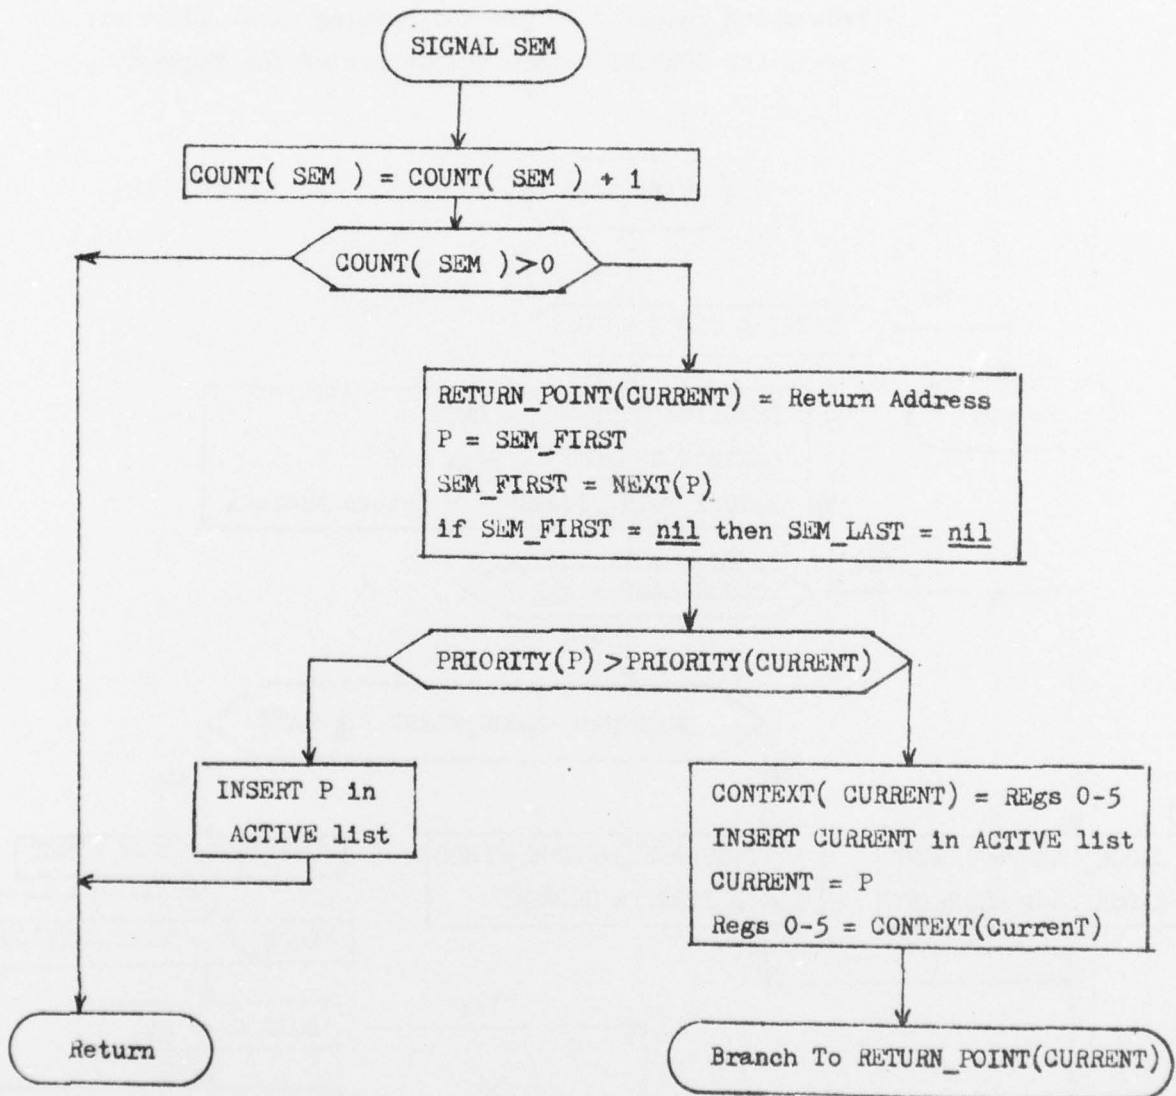 SIGNAL SEM
COUNT( SEM ) = COUNT( SEM ) + 1
COUNT( SEM )>0
RETURN_POINT(CURRENT) = Return Address
P = SEM_FIRST
SEM_FIRST = NEXT(P)
if SEM_FIRST = nil then SEM_LAST = nil
PRIORITY(P) >PRIORITY(CURRENT)
INSERT P in
ACTIVE list
CONTEXT( CURRENT) = REgs 0-5
INSERT CURRENT in ACTIVE list
CURRENT = P
Regs 0-5 = CONTEXT(CurrenT)
Return
Branch To RETURN_POINT(CURRENT)